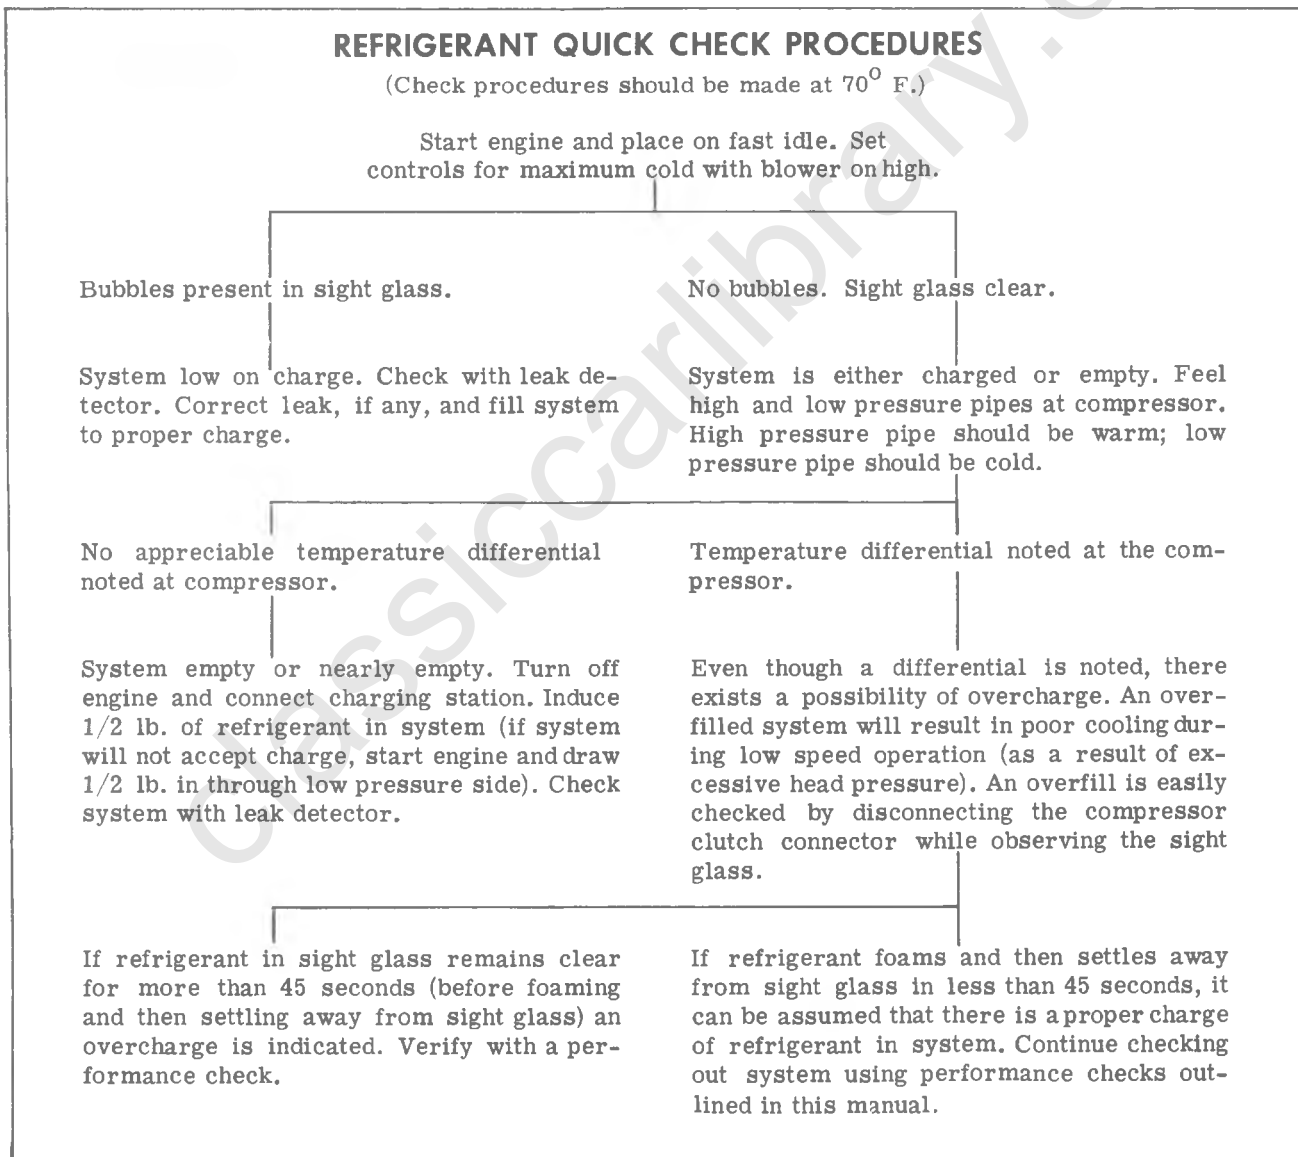 REFRIGERANT QUICK CHECK PROCEDURES
(Check procedures should be made at 70° F.)
Start engine and place on fast idle. Set
controls for maximum cold with blower on high.
Bubbles present in sight glass.
No bubbles. Sight glass clear.
System low on charge. Check with leak de-
tector. Correct leak, if any, and fill system
to proper charge.
System is either charged or empty. Feel
high and low pressure pipes at compressor.
High pressure pipe should be warm; low
pressure pipe should be cold.
No appreciable temperature differential
noted at compressor.
Temperature differential noted at the com-
pressor.
System empty or nearly empty. Turn off
engine and connect charging station. Induce
1/2 lb. of refrigerant in system (if system
will not accept charge, start engine and draw
1/2 lb. in through low pressure side). Check
system with leak detector.
Even though a differential is noted, there
exists a possibility of overcharge. An over-
filled system will result in poor cooling dur-
ing low speed operation (as a result of ex-
cessive head pressure). An overfill is easily
checked by disconnecting the compressor
clutch connector while observing the sight
glass.
If refrigerant in sight glass remains clear
for more than 45 seconds (before foaming
and then settling away from sight glass) an
overcharge is indicated. Verify with a per-
formance check.
If refrigerant foams and then settles away
from sight glass in less than 45 seconds, it
can be assumed that there is a proper charge
of refrigerant in system. Continue checking
out system using performance checks out-
lined in this manual.
classiccarlibrary.c